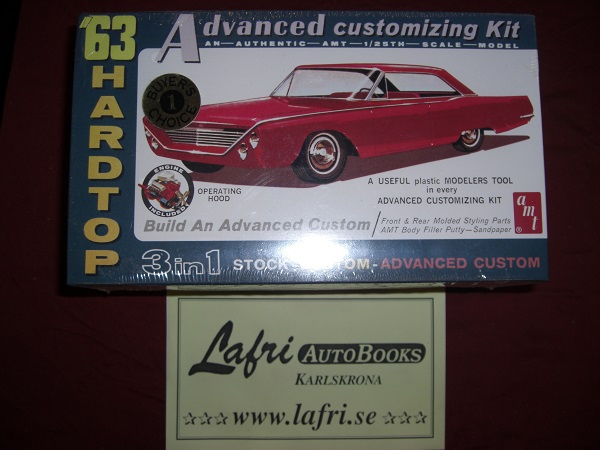 '63 HARDTOP
Advanced customizing Kit
AN—AUTHENTIC—AMT—1/25TH—SCALE—MODEL
BUYER'S
1
CHOICE
ENGINE
INCLUDED
OPERATING
HOOD
A USEFUL plastic MODELERS TOOL
in every
ADVANCED CUSTOMIZING KIT
Build An Advanced Custom
Front & Rear Molded Styling Parts
AMT Body Filler Putty—Sandpaper
amt
®
3 in 1 STOCK-CUSTOM-ADVANCED CUSTOM
Lafri AUTOBOOKS
KARLSKRONA
☆☆☆ www.lafri.se ☆☆☆